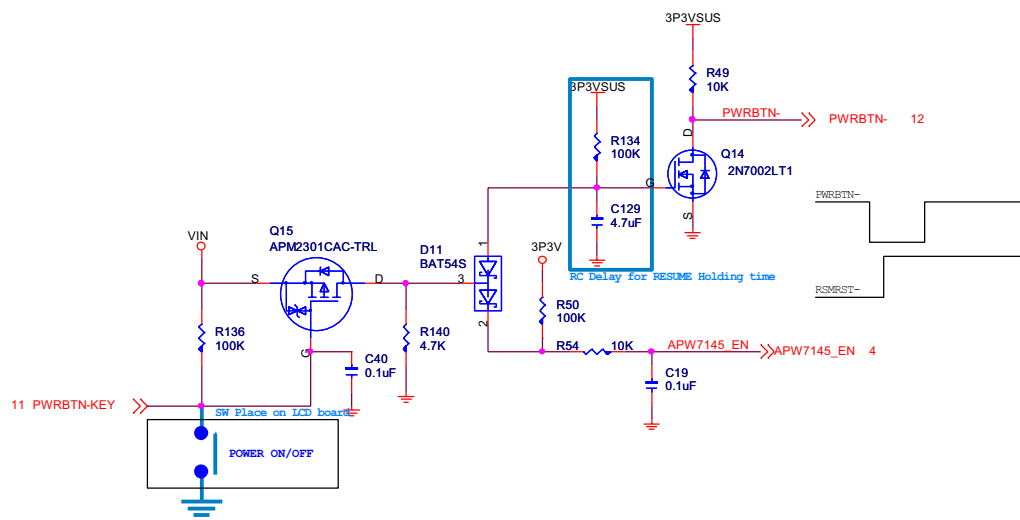 3P3VSUS
R49
10K
3P3VSUS
PWRBTN-
PWRBTN- 12
D
R134
100K
Q14
2N7002LT1
G
PWRBTN-
C129
4.7uF
S
Q15
APM2301CAC-TRL
VIN
D11
BAT54S
1
3P3V
RC Delay for RESUME Holding time
S
D
3
RSMRST-
R50
100K
2
R136
100K
R140
4.7K
R54 10K
APW7145_EN
APW7145_EN 4
G
C40
0.1uF
C19
0.1uF
11 PWRBTN-KEY
SW Place on LCD board
POWER ON/OFF